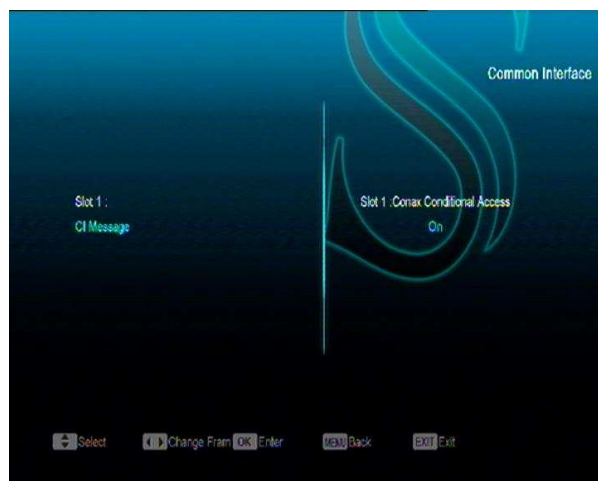 Common Interface
Slot 1 :
Slot 1 :Conax Conditional Access
CI Message
On
Select
Change Fram
OK Enter
MENU Back
EXIT Exit